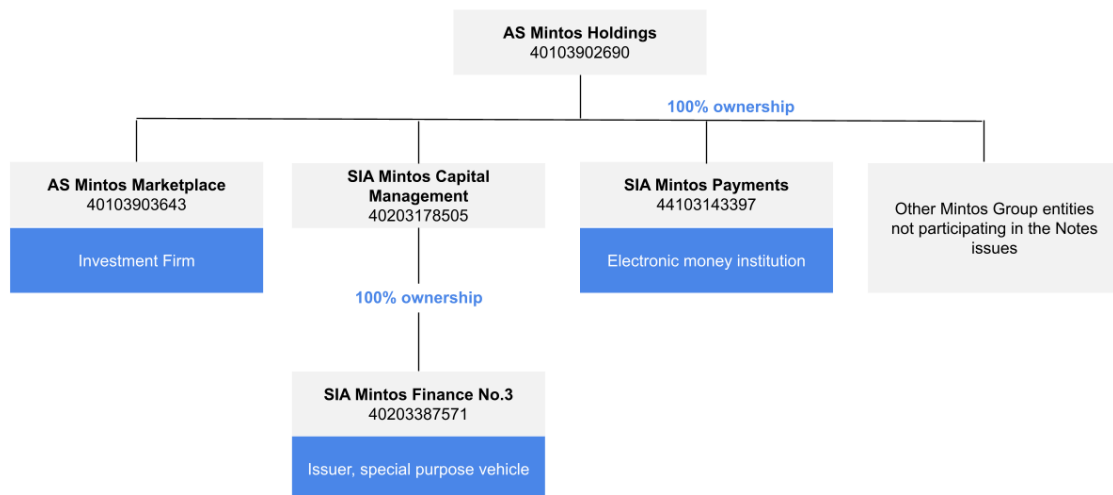 AS Mintos Holdings
40103902690
100% ownership
AS Mintos Marketplace
40103903643
Investment Firm
SIA Mintos Capital
Management
40203178505
SIA Mintos Payments
44103143397
Electronic money institution
Other Mintos Group entities
not participating in the Notes
issues
100% ownership
SIA Mintos Finance No.3
40203387571
Issuer, special purpose vehicle